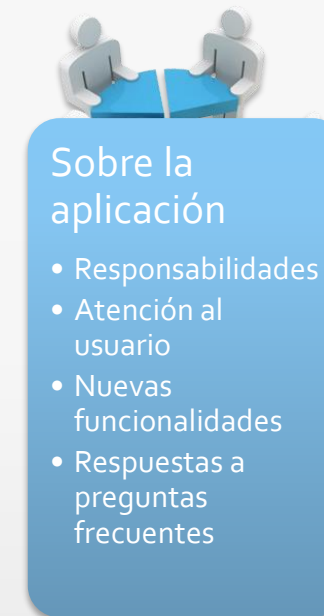 Sobre la
aplicación
• Responsabilidades
• Atención al
usuario
• Nuevas
funcionalidades
• Respuestas a
preguntas
frecuentes